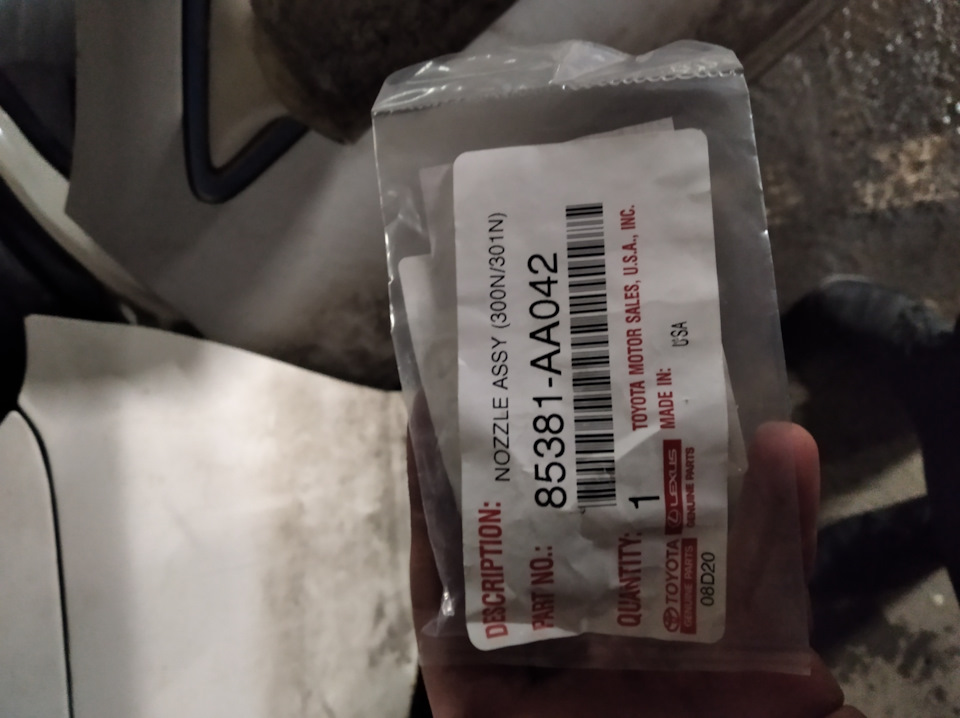 DESCRIPTION:
NOZZLE ASSY (300N/301N)
PART NO.:
85381-AA042
QUANTITY:
1
TOYOTA MOTOR SALES, U.S.A., INC.
MADE IN: USA
TOYOTA
GENUINE PARTS
LEXUS
GENUINE PARTS
08D20